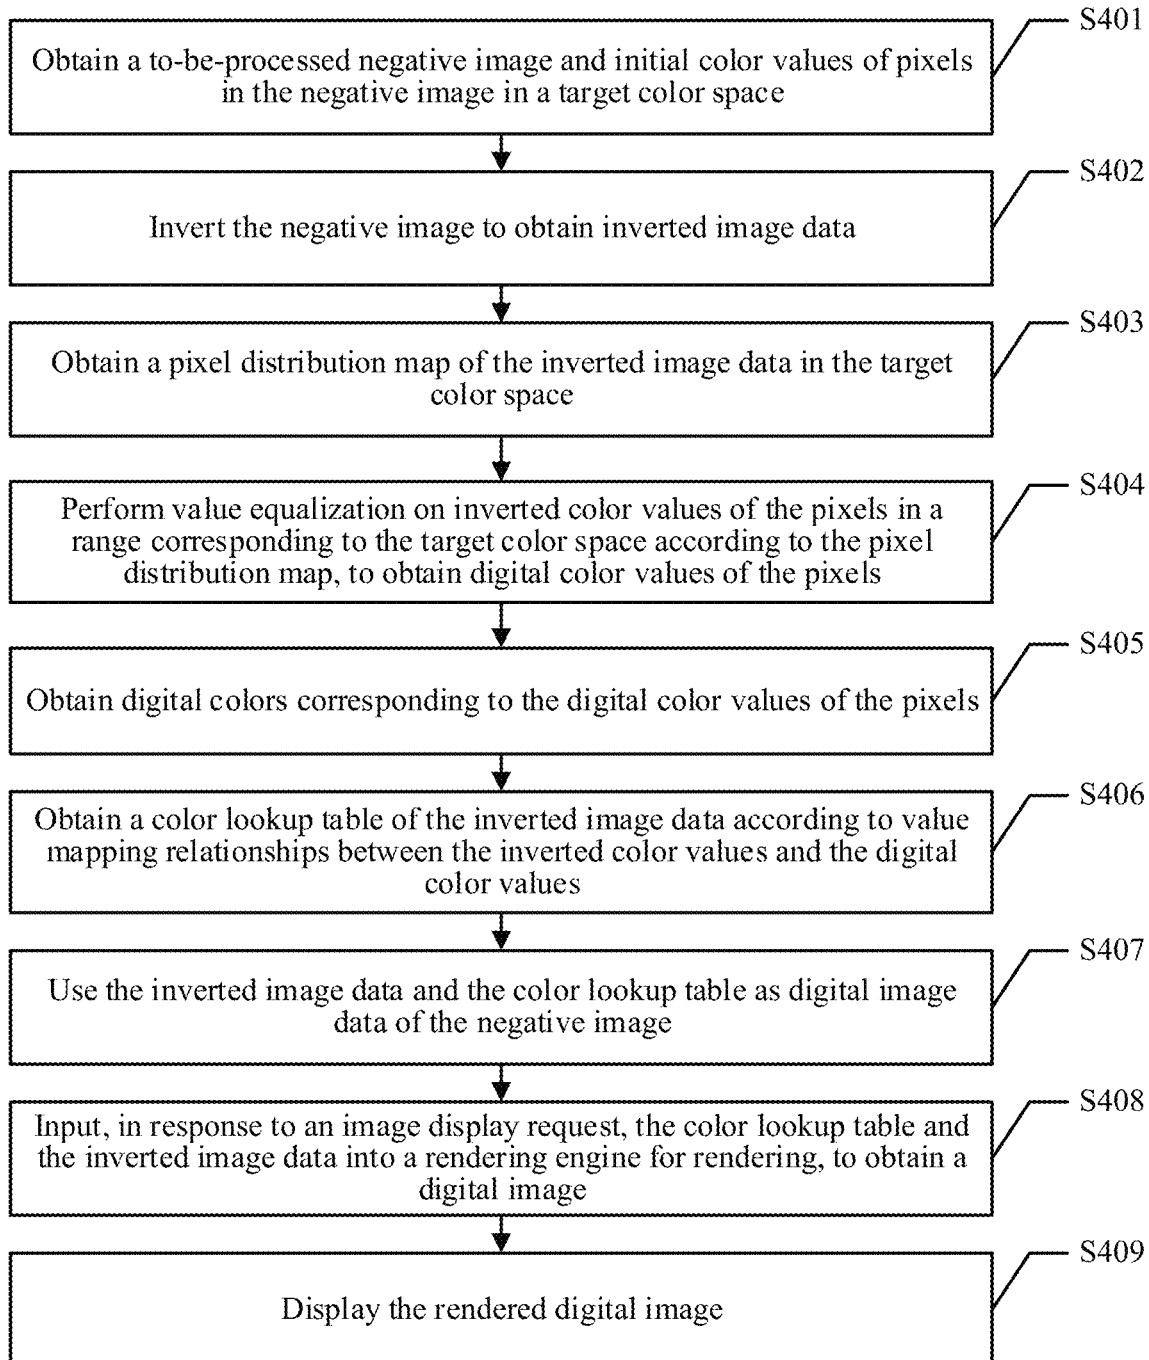 S401
Obtain a to-be-processed negative image and initial color values of pixels
in the negative image in a target color space
S402
Invert the negative image to obtain inverted image data
S403
Obtain a pixel distribution map of the inverted image data in the target
color space
S404
Perform value equalization on inverted color values of the pixels in a
range corresponding to the target color space according to the pixel
distribution map, to obtain digital color values of the pixels
S405
Obtain digital colors corresponding to the digital color values of the pixels
S406
Obtain a color lookup table of the inverted image data according to value
mapping relationships between the inverted color values and the digital
color values
S407
Use the inverted image data and the color lookup table as digital image
data of the negative image
S408
Input, in response to an image display request, the color lookup table and
the inverted image data into a rendering engine for rendering, to obtain a
digital image
S409
Display the rendered digital image